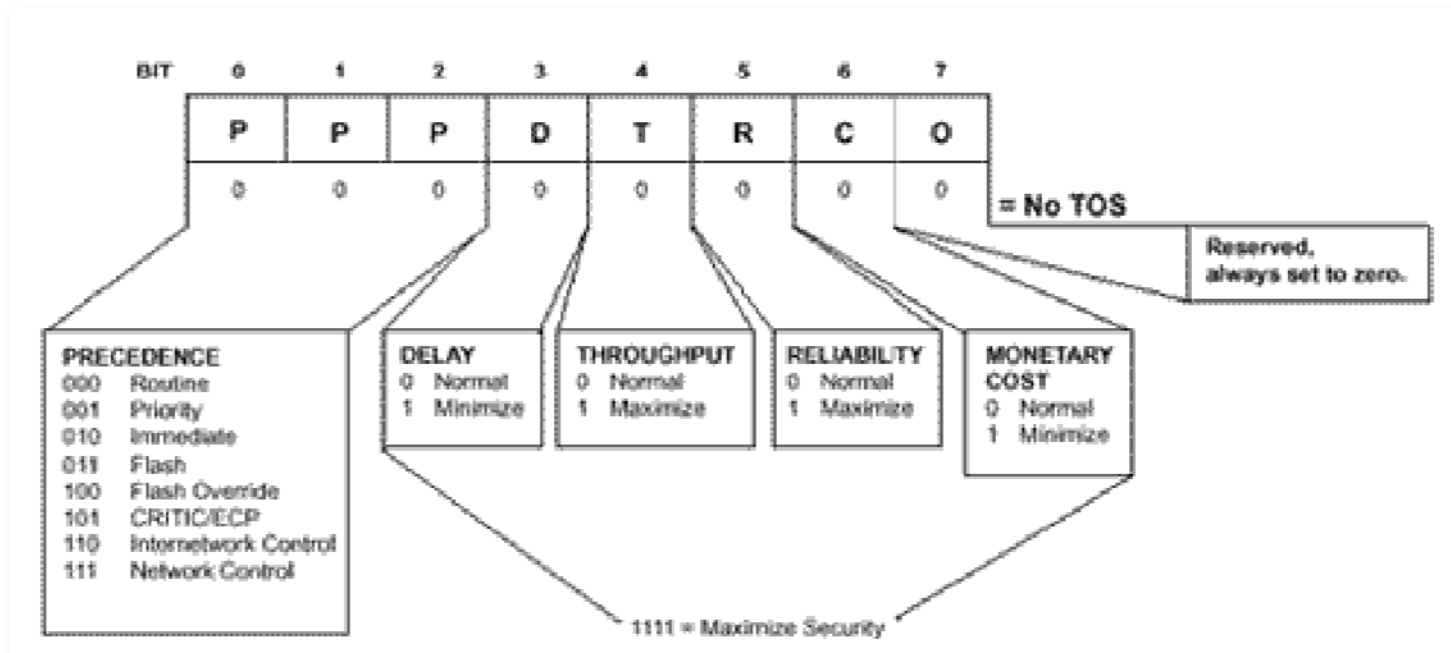 BIT 0 1 2 3 4 5 6 7
P P P D T R C O
0 0 0 0 0 0 0 0
= No TOS
Reserved,
always set to zero.
PRECEDENCE
000 Routine
001 Priority
010 Immediate
011 Flash
100 Flash Override
101 CRITIC/ECP
110 Internetwork Control
111 Network Control
DELAY
0 Normal
1 Minimize
THROUGHPUT
0 Normal
1 Maximize
RELIABILITY
0 Normal
1 Maximize
MONETARY
COST
0 Normal
1 Minimize
1111 = Maximize Security